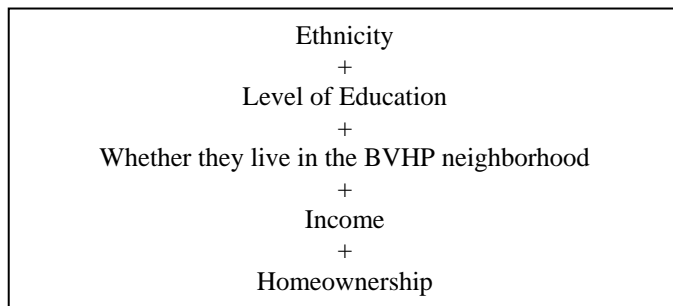 Ethnicity
+
Level of Education
+
Whether they live in the BVHP neighborhood
+
Income
+
Homeownership